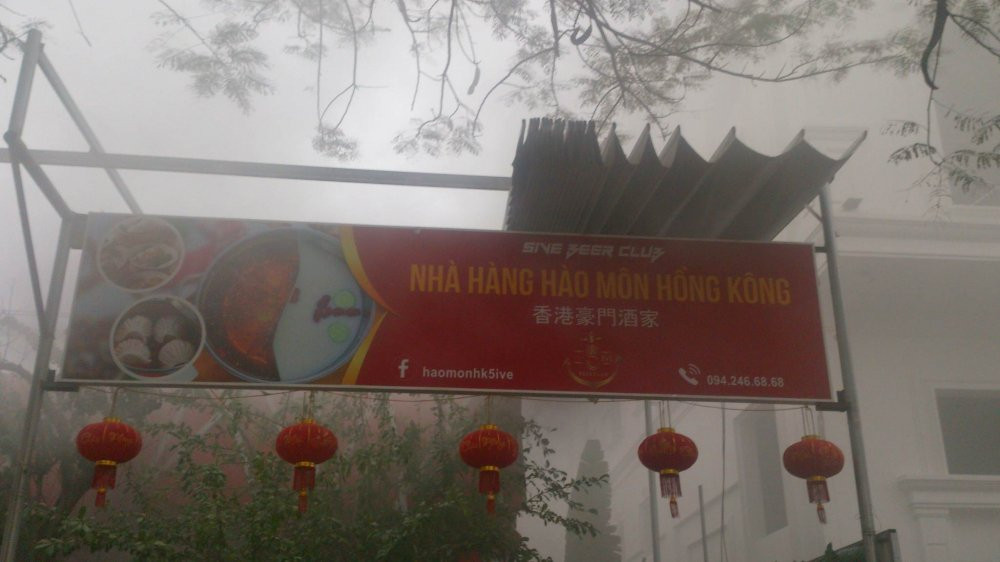 5IVE BEER CLUB
NHÀ HÀNG HÀO MÔN HỒNG KÔNG
香港豪門酒家
haomonhk5ive
094.246.68.68